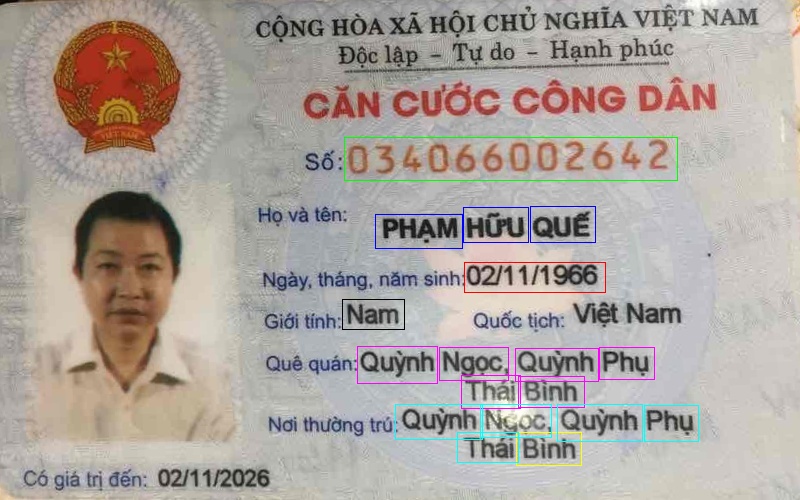 CỘNG HÒA XÃ HỘI CHỦ NGHĨA VIỆT NAM
Độc lập – Tự do – Hạnh phúc
CĂN CƯỚC CÔNG DÂN
VIỆT NAM
Số: 034066002642
Họ và tên: PHẠM HỮU QUẾ
Ngày, tháng, năm sinh: 02/11/1966
Giới tính: Nam Quốc tịch: Việt Nam
Quê quán: Quỳnh Ngọc, Quỳnh Phụ
Thái Bình
Nơi thường trú: Quỳnh Ngọc, Quỳnh Phụ
Thái Bình
Có giá trị đến: 02/11/2026